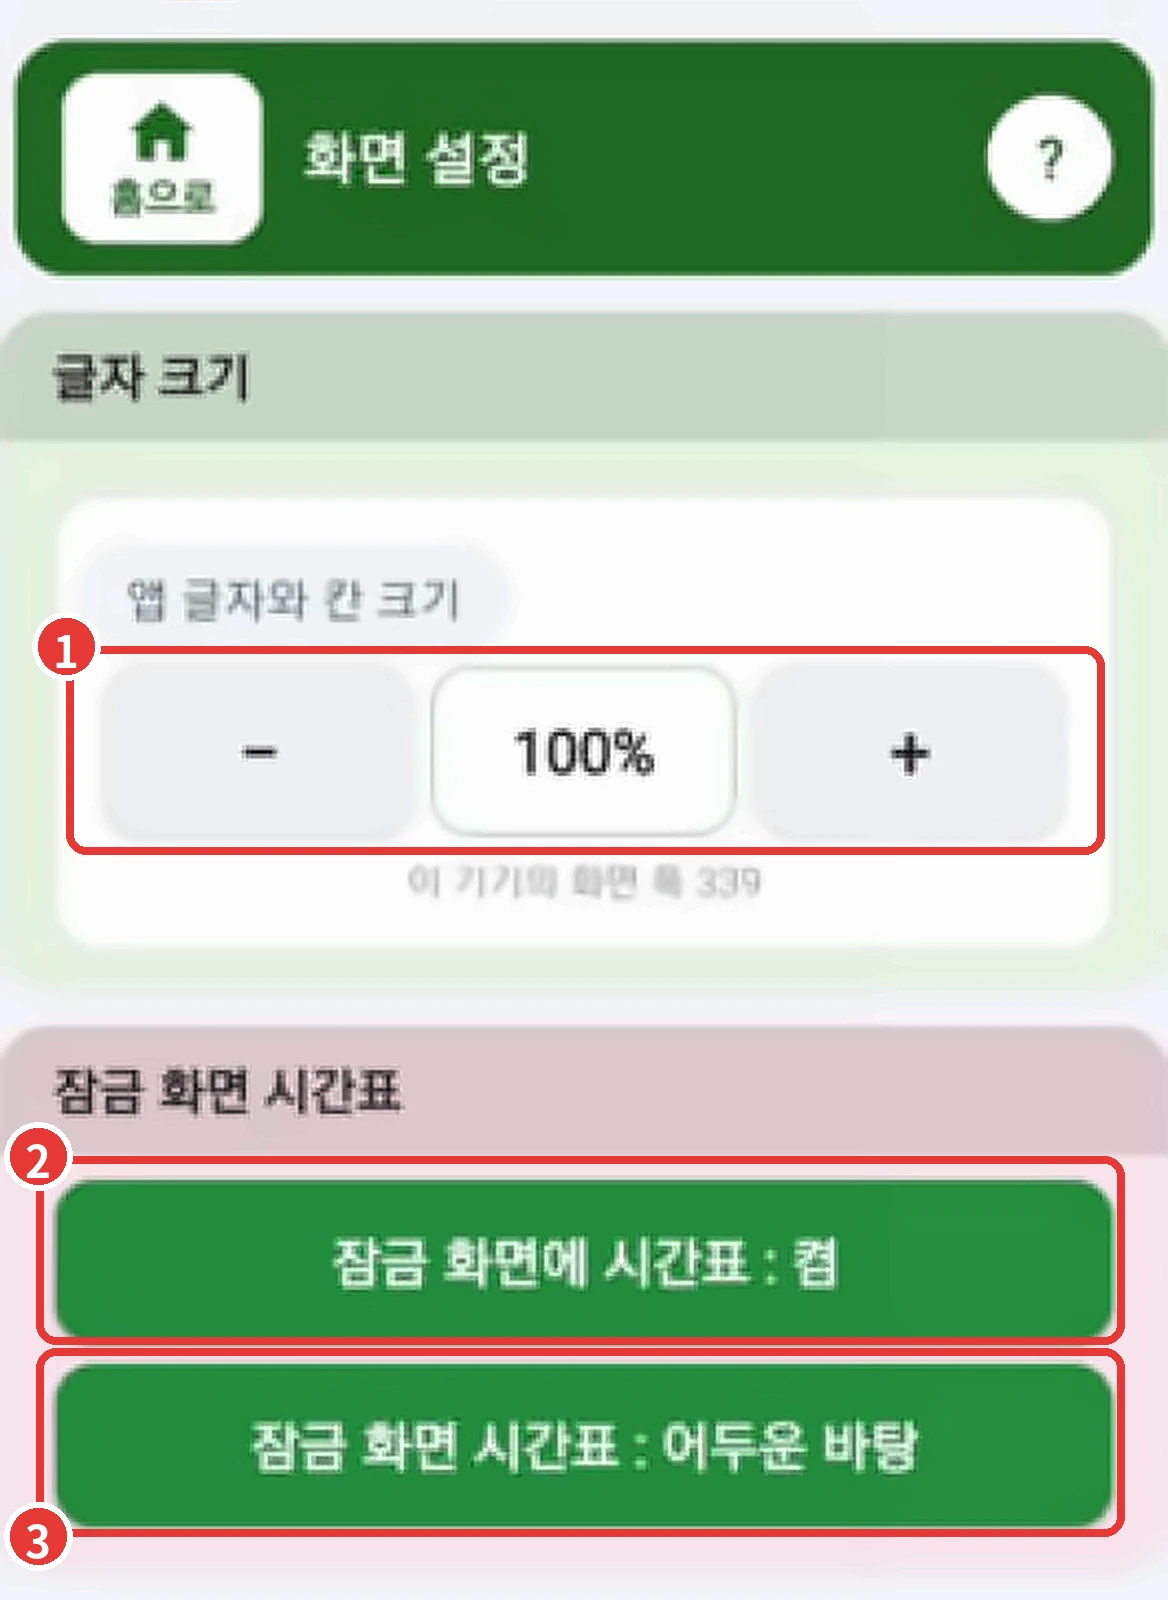 홈으로
화면 설정
?
글자 크기
앱 글자와 칸 크기
1
-
100%
+
이 기기의 화면 폭 339
잠금 화면 시간표
2
잠금 화면에 시간표 : 켬
잠금 화면 시간표 : 어두운 바탕
3